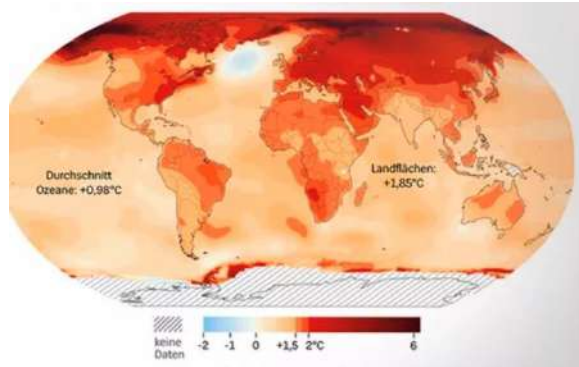 Durchschnitt
Ozeane: +0,98°C
Landflächen:
+1,85°C
keine
Daten
-2 -1 0 +1,5 2°C 6